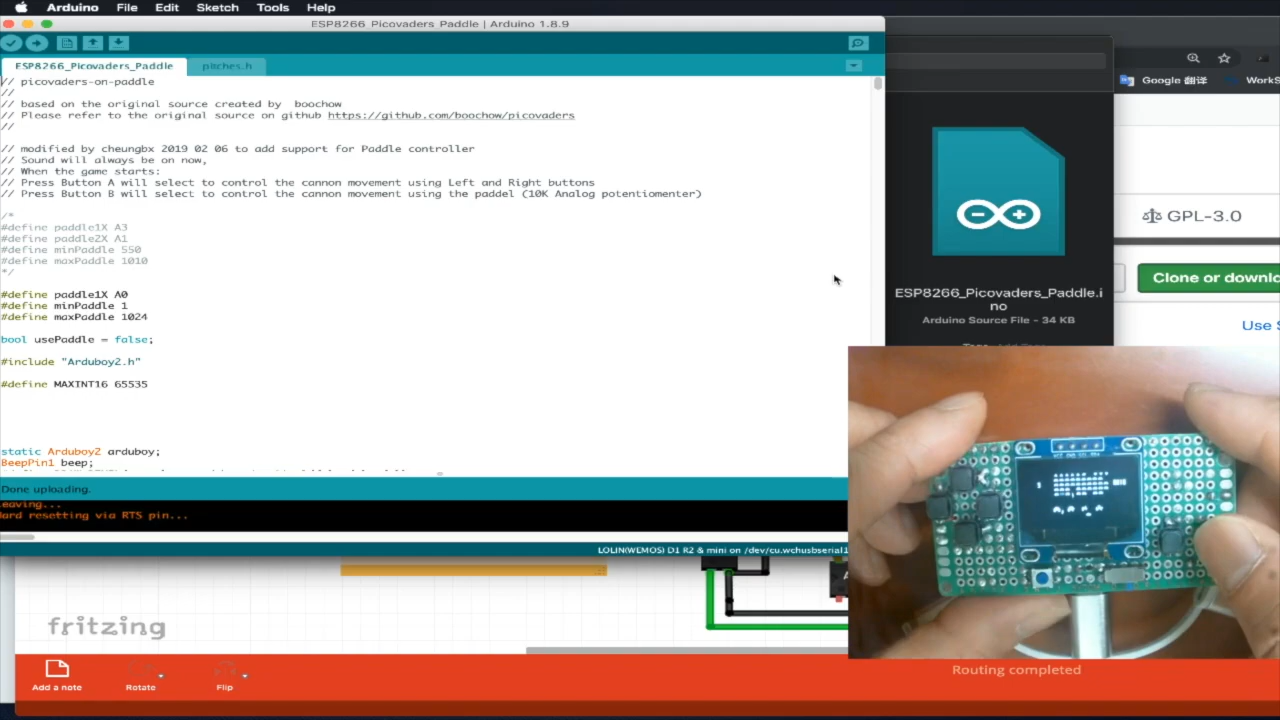 Arduino File Edit Sketch Tools Help
ESP8266_Picovaders_Paddle | Arduino 1.8.9
ESP8266_Picovaders_Paddle
pitches.h
// picovaders-on-paddle
//
// based on the original source created by  boochow
// Please refer to the original source on github https://github.com/boochow/picovaders
//
// modified by cheungbx 2019 02 06 to add support for Paddle controller
// Sound will always be on now,
// When the game starts:
// Press Button A will select to control the cannon movement using Left and Right buttons
// Press Button B will select to control the cannon movement using the paddel (10K Analog potentiomenter)
/*
#define paddle1X A3
#define paddle2X A1
#define minPaddle 550
#define maxPaddle 1010
*/
#define paddle1X A0
#define minPaddle 1
#define maxPaddle 1024
bool usePaddle = false;
#include "Arduboy2.h"
#define MAXINT16 65535
static Arduboy2 arduboy;
BeepPin1 beep;
Done uploading.
Leaving...
Hard resetting via RTS pin...
LOLIN(WEMOS) D1 R2 & mini on /dev/cu.wchusbserial1
Google 翻译
WorkS
GPL-3.0
Clone or downlo
Use S
ESP8266_Picovaders_Paddle.i
no
Arduino Source File - 34 KB
fritzing
Add a note
Rotate
Flip
Routing completed